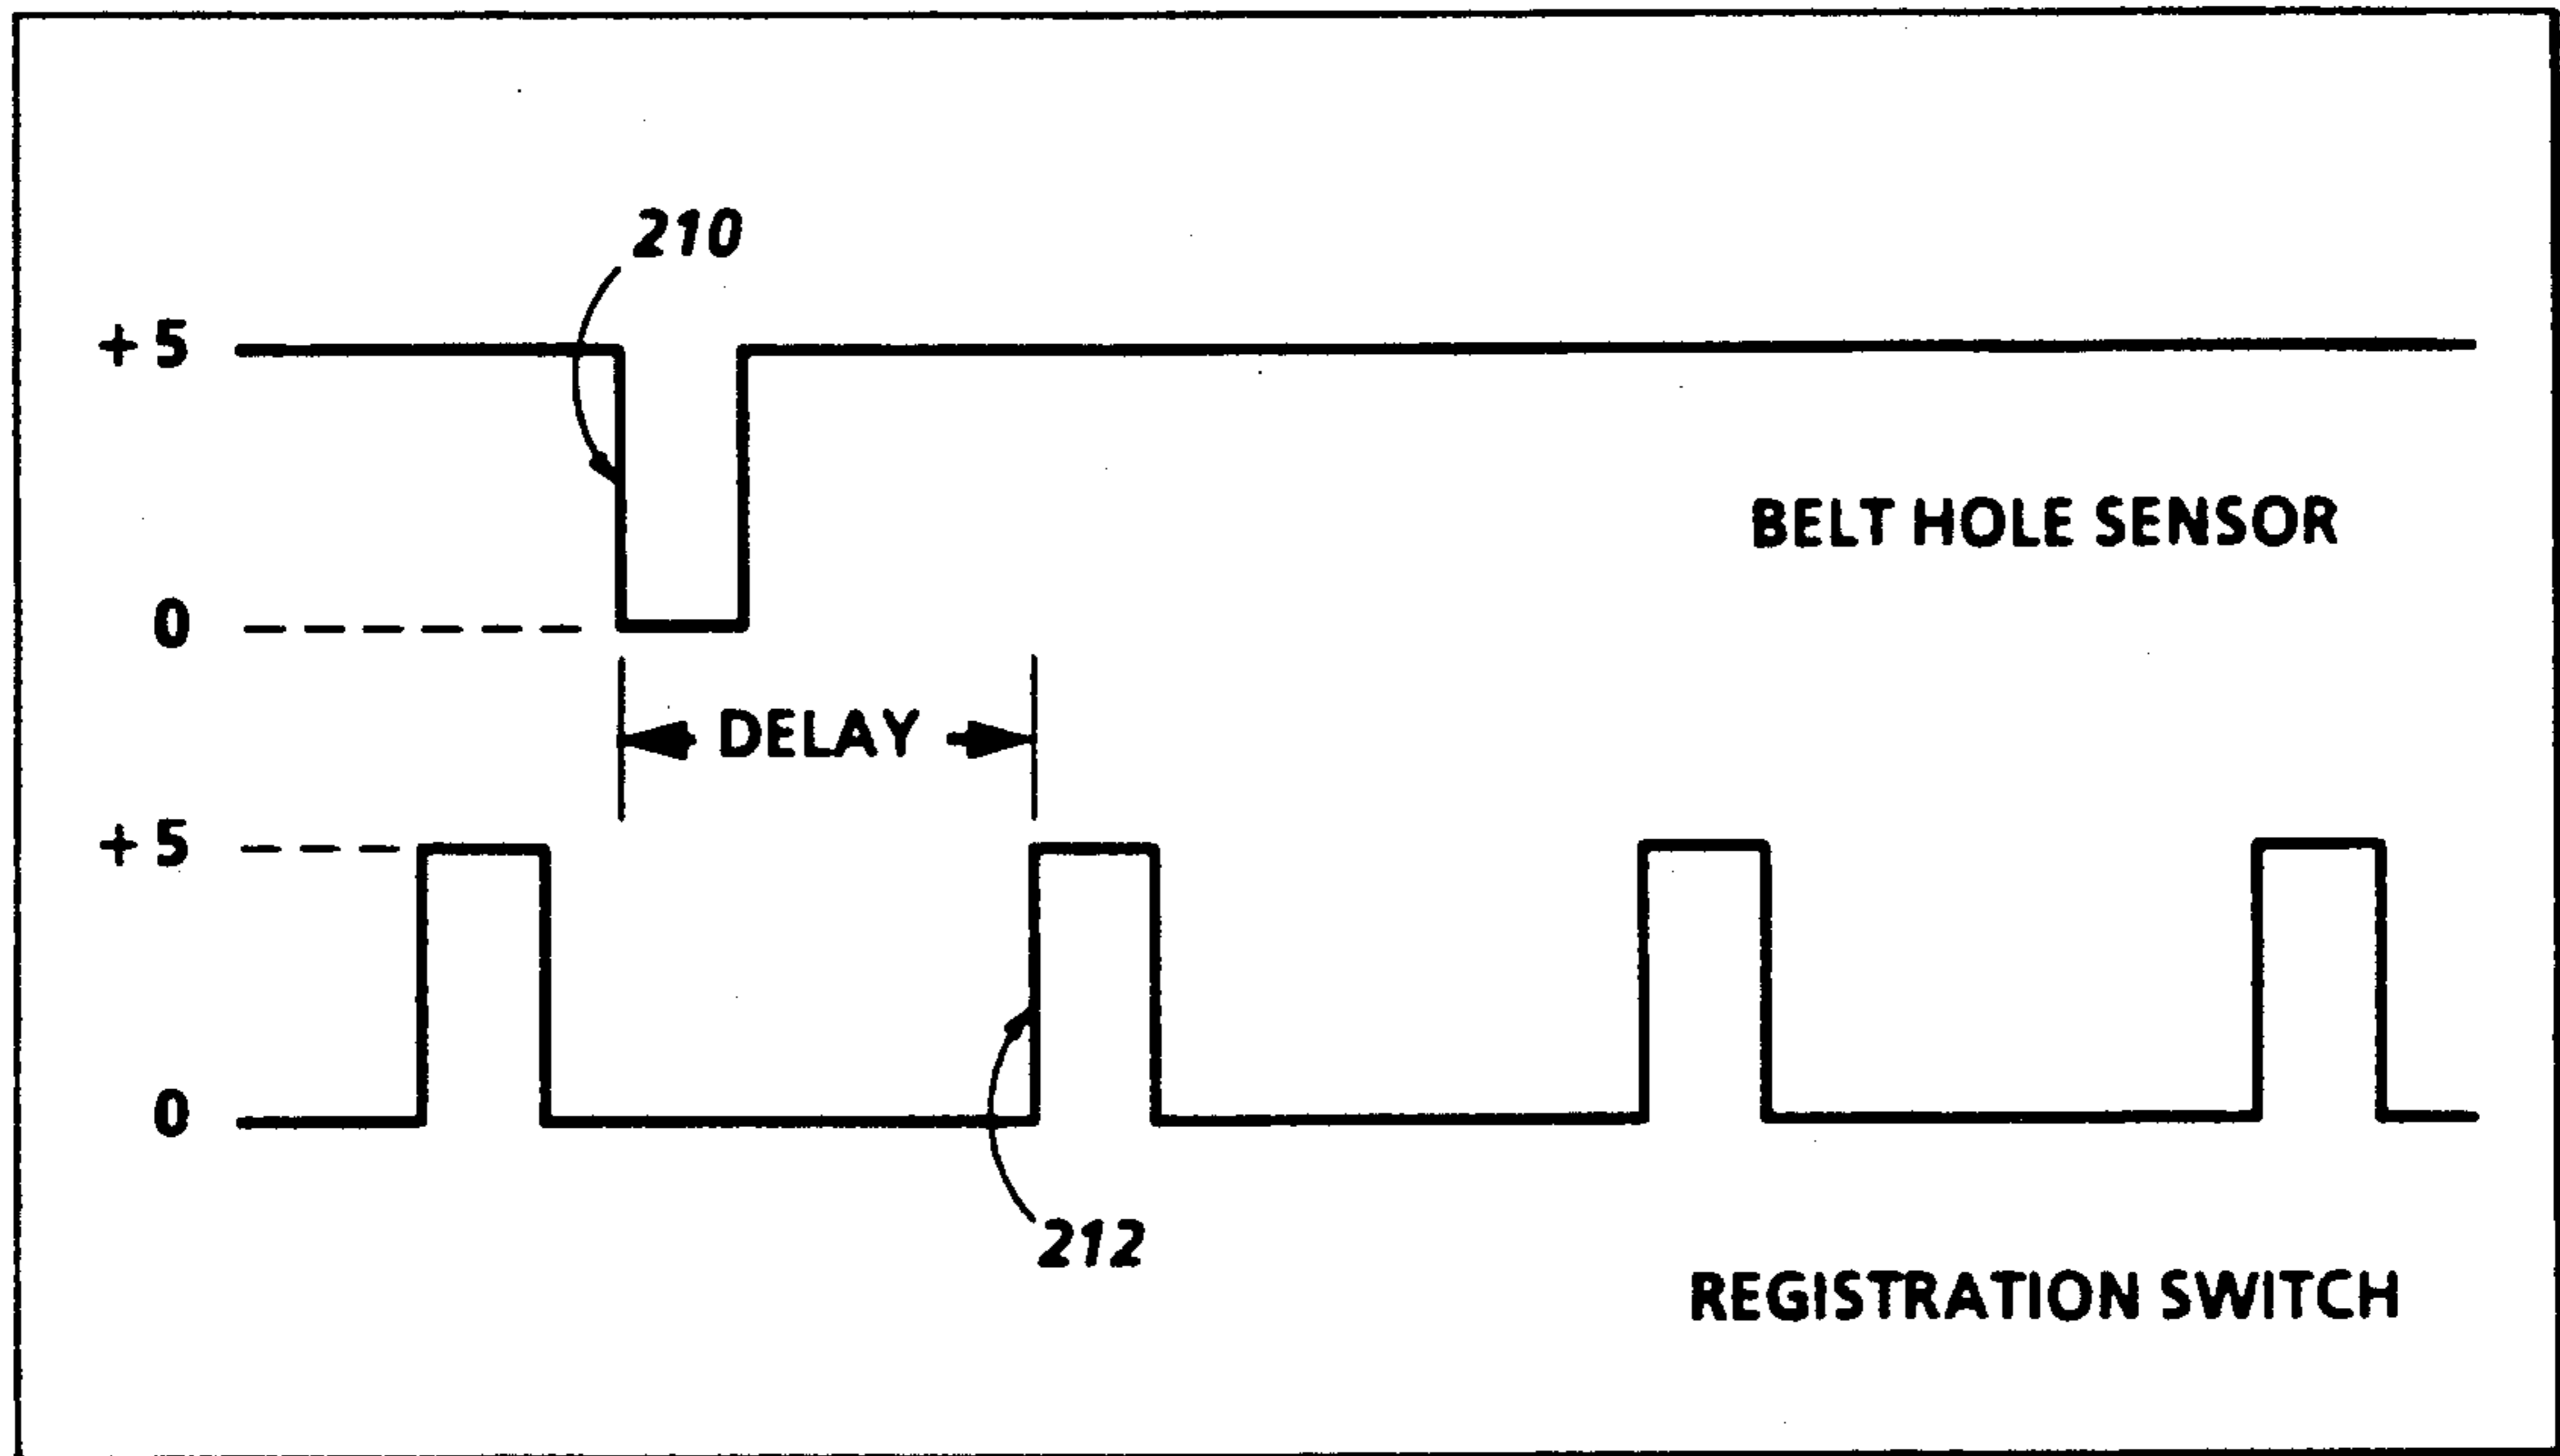 210
+5
BELT HOLE SENSOR
0
DELAY
+5
0
212
REGISTRATION SWITCH